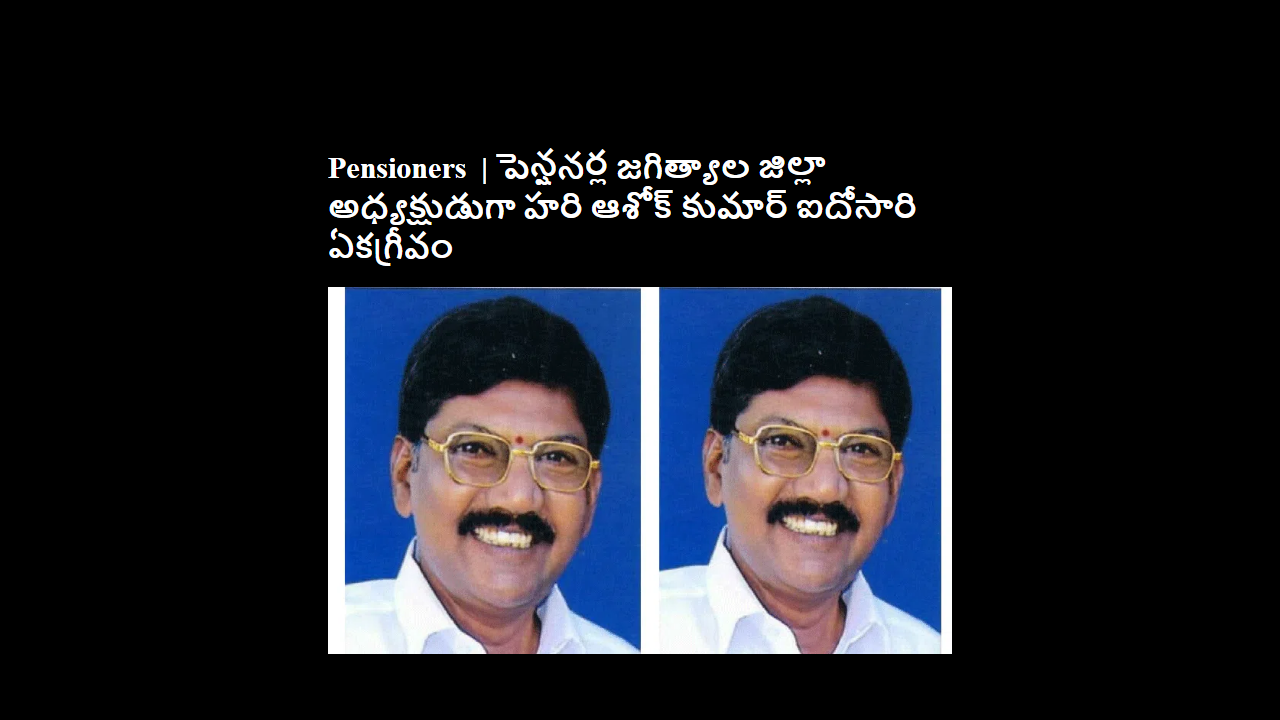 Pensioners | పెన్షనర్ల జగిత్యాల జిల్లా
అధ్యక్షుడుగా హరి ఆశోక్ కుమార్ ఐదోసారి
ఏకగ్రీవం